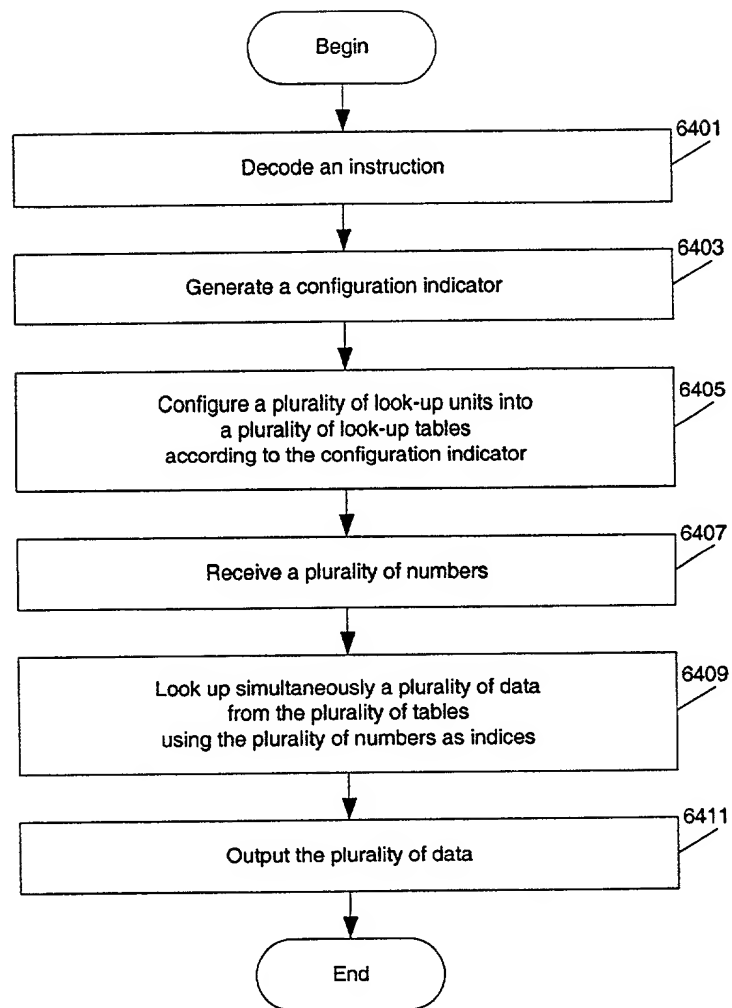 Begin
6401
Decode an instruction
6403
Generate a configuration indicator
6405
Configure a plurality of look-up units into
a plurality of look-up tables
according to the configuration indicator
6407
Receive a plurality of numbers
6409
Look up simultaneously a plurality of data
from the plurality of tables
using the plurality of numbers as indices
6411
Output the plurality of data
End